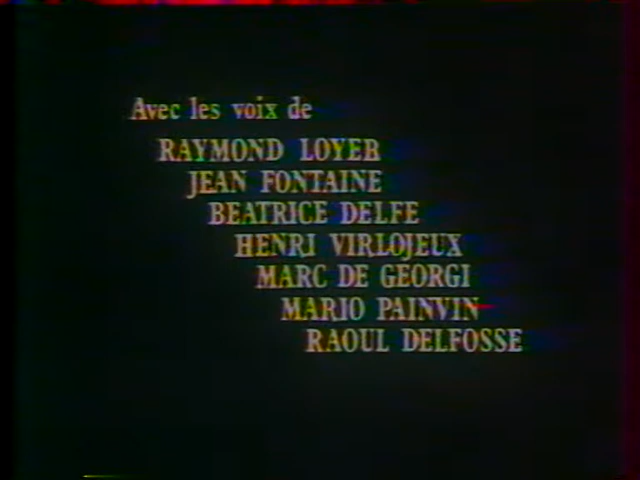 Avec les voix de
RAYMOND LOYER
JEAN FONTAINE
BEATRICE DELFE
HENRI VIRLOJEUX
MARC DE GEORGI
MARIO PAINVIN
RAOUL DELFOSSE